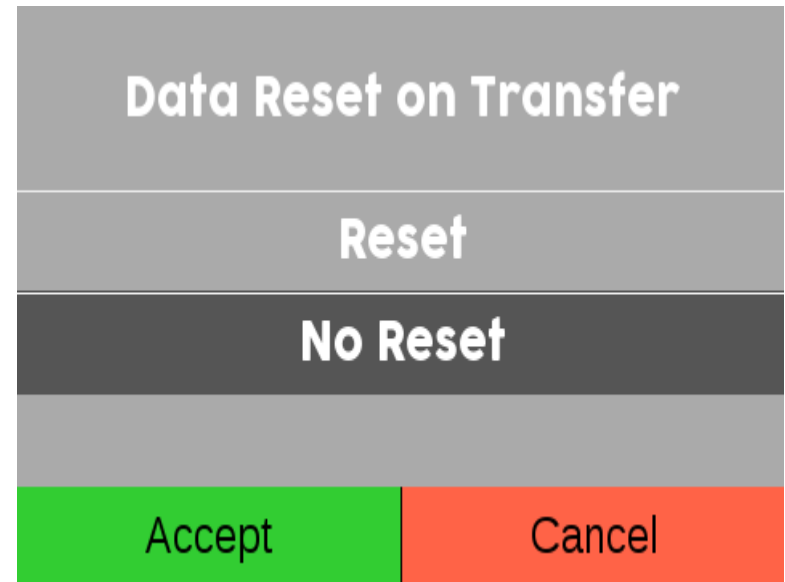 Data Reset on Transfer
Reset
No Reset
Accept
Cancel